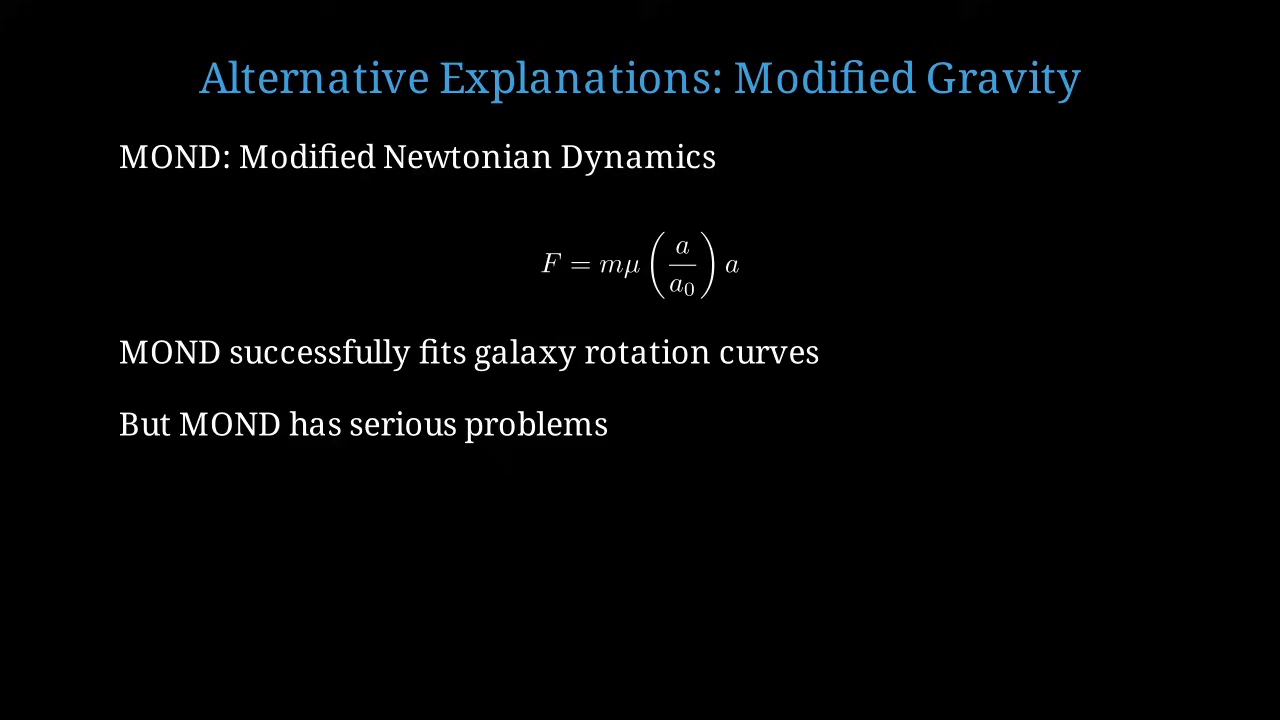 Alternative Explanations: Modified Gravity
MOND: Modified Newtonian Dynamics
F = mμ(a/a₀)a
MOND successfully fits galaxy rotation curves
But MOND has serious problems